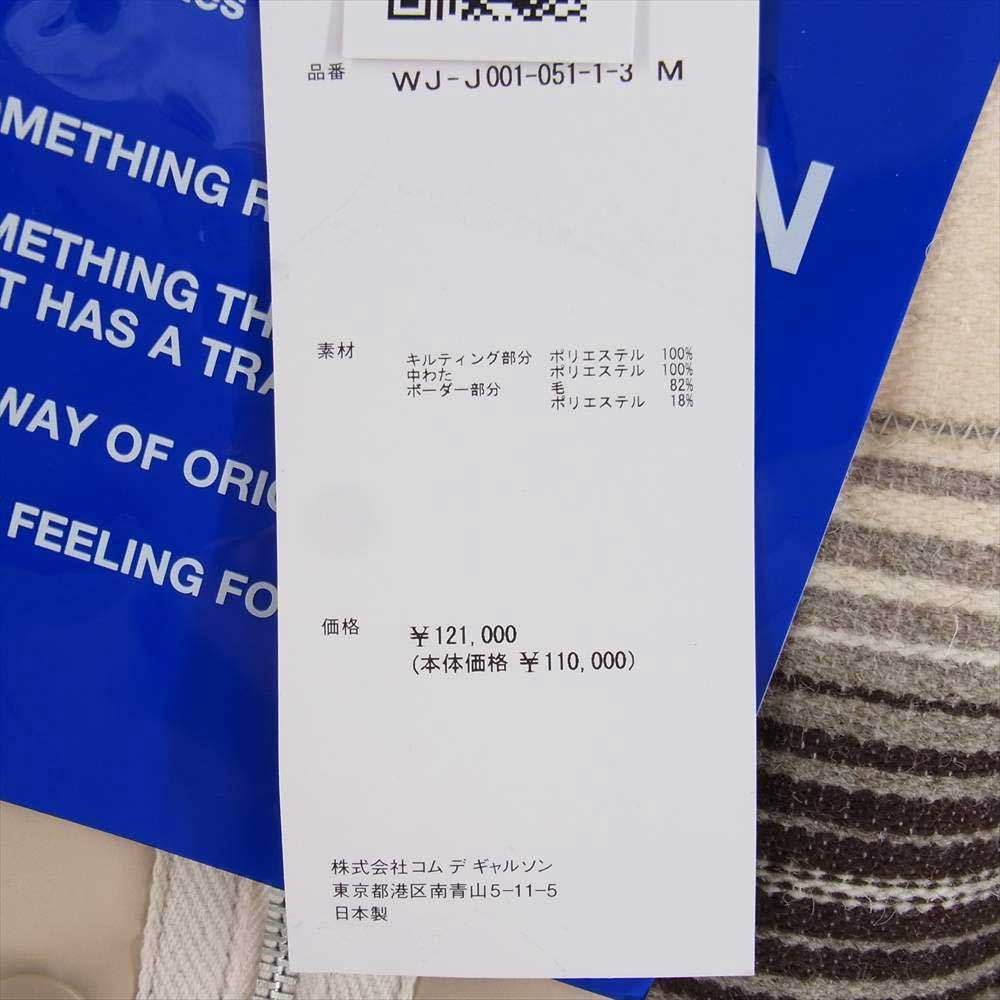 品番 WJ-J001-051-1-3 M
素材
キルティング部分 ポリエステル 100%
中わた ポリエステル 100%
ボーダー部分 毛 82%
ポリエステル 18%
価格 ¥121,000
(本体価格 ¥110,000)
株式会社コム デ ギャルソン
東京都港区南青山5-11-5
日本製
OMETHING R
METHING TH
T HAS A TRA
WAY OF ORIG
FEELING FO
N